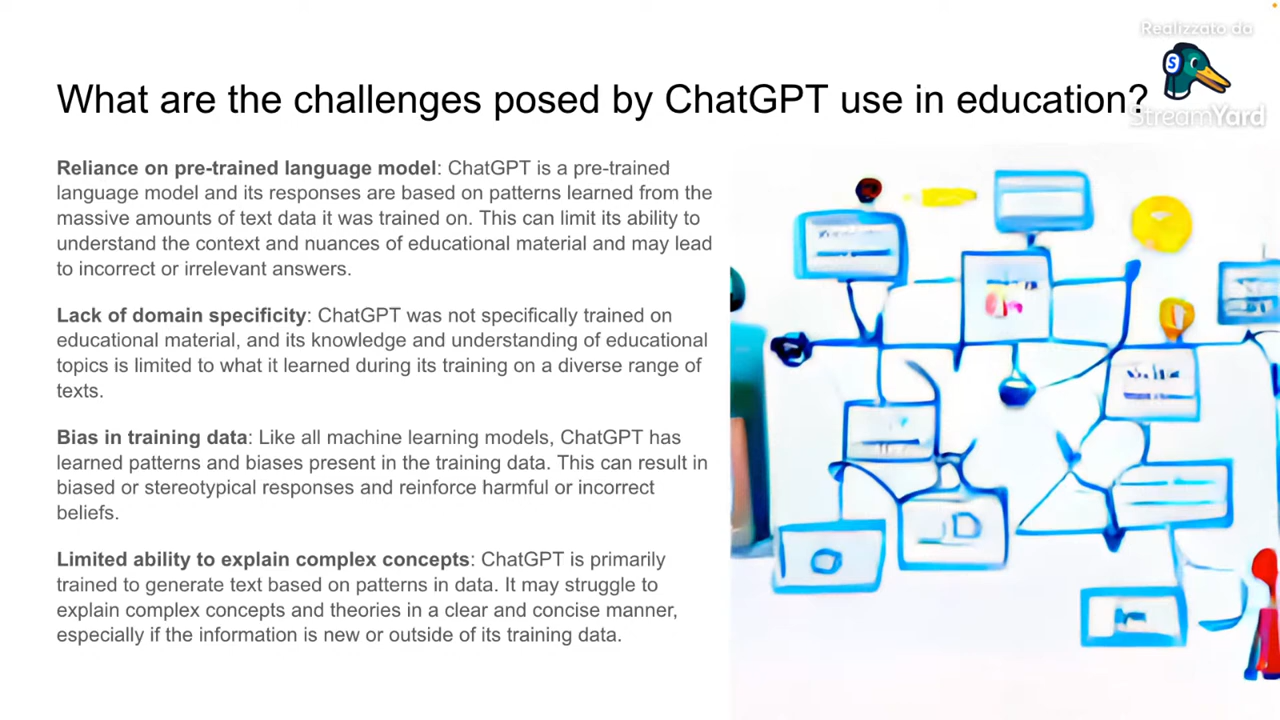 Realizzato da
S
StreamYard
What are the challenges posed by ChatGPT use in education?
Reliance on pre-trained language model: ChatGPT is a pre-trained
language model and its responses are based on patterns learned from the
massive amounts of text data it was trained on. This can limit its ability to
understand the context and nuances of educational material and may lead
to incorrect or irrelevant answers.
Lack of domain specificity: ChatGPT was not specifically trained on
educational material, and its knowledge and understanding of educational
topics is limited to what it learned during its training on a diverse range of
texts.
Bias in training data: Like all machine learning models, ChatGPT has
learned patterns and biases present in the training data. This can result in
biased or stereotypical responses and reinforce harmful or incorrect
beliefs.
Limited ability to explain complex concepts: ChatGPT is primarily
trained to generate text based on patterns in data. It may struggle to
explain complex concepts and theories in a clear and concise manner,
especially if the information is new or outside of its training data.